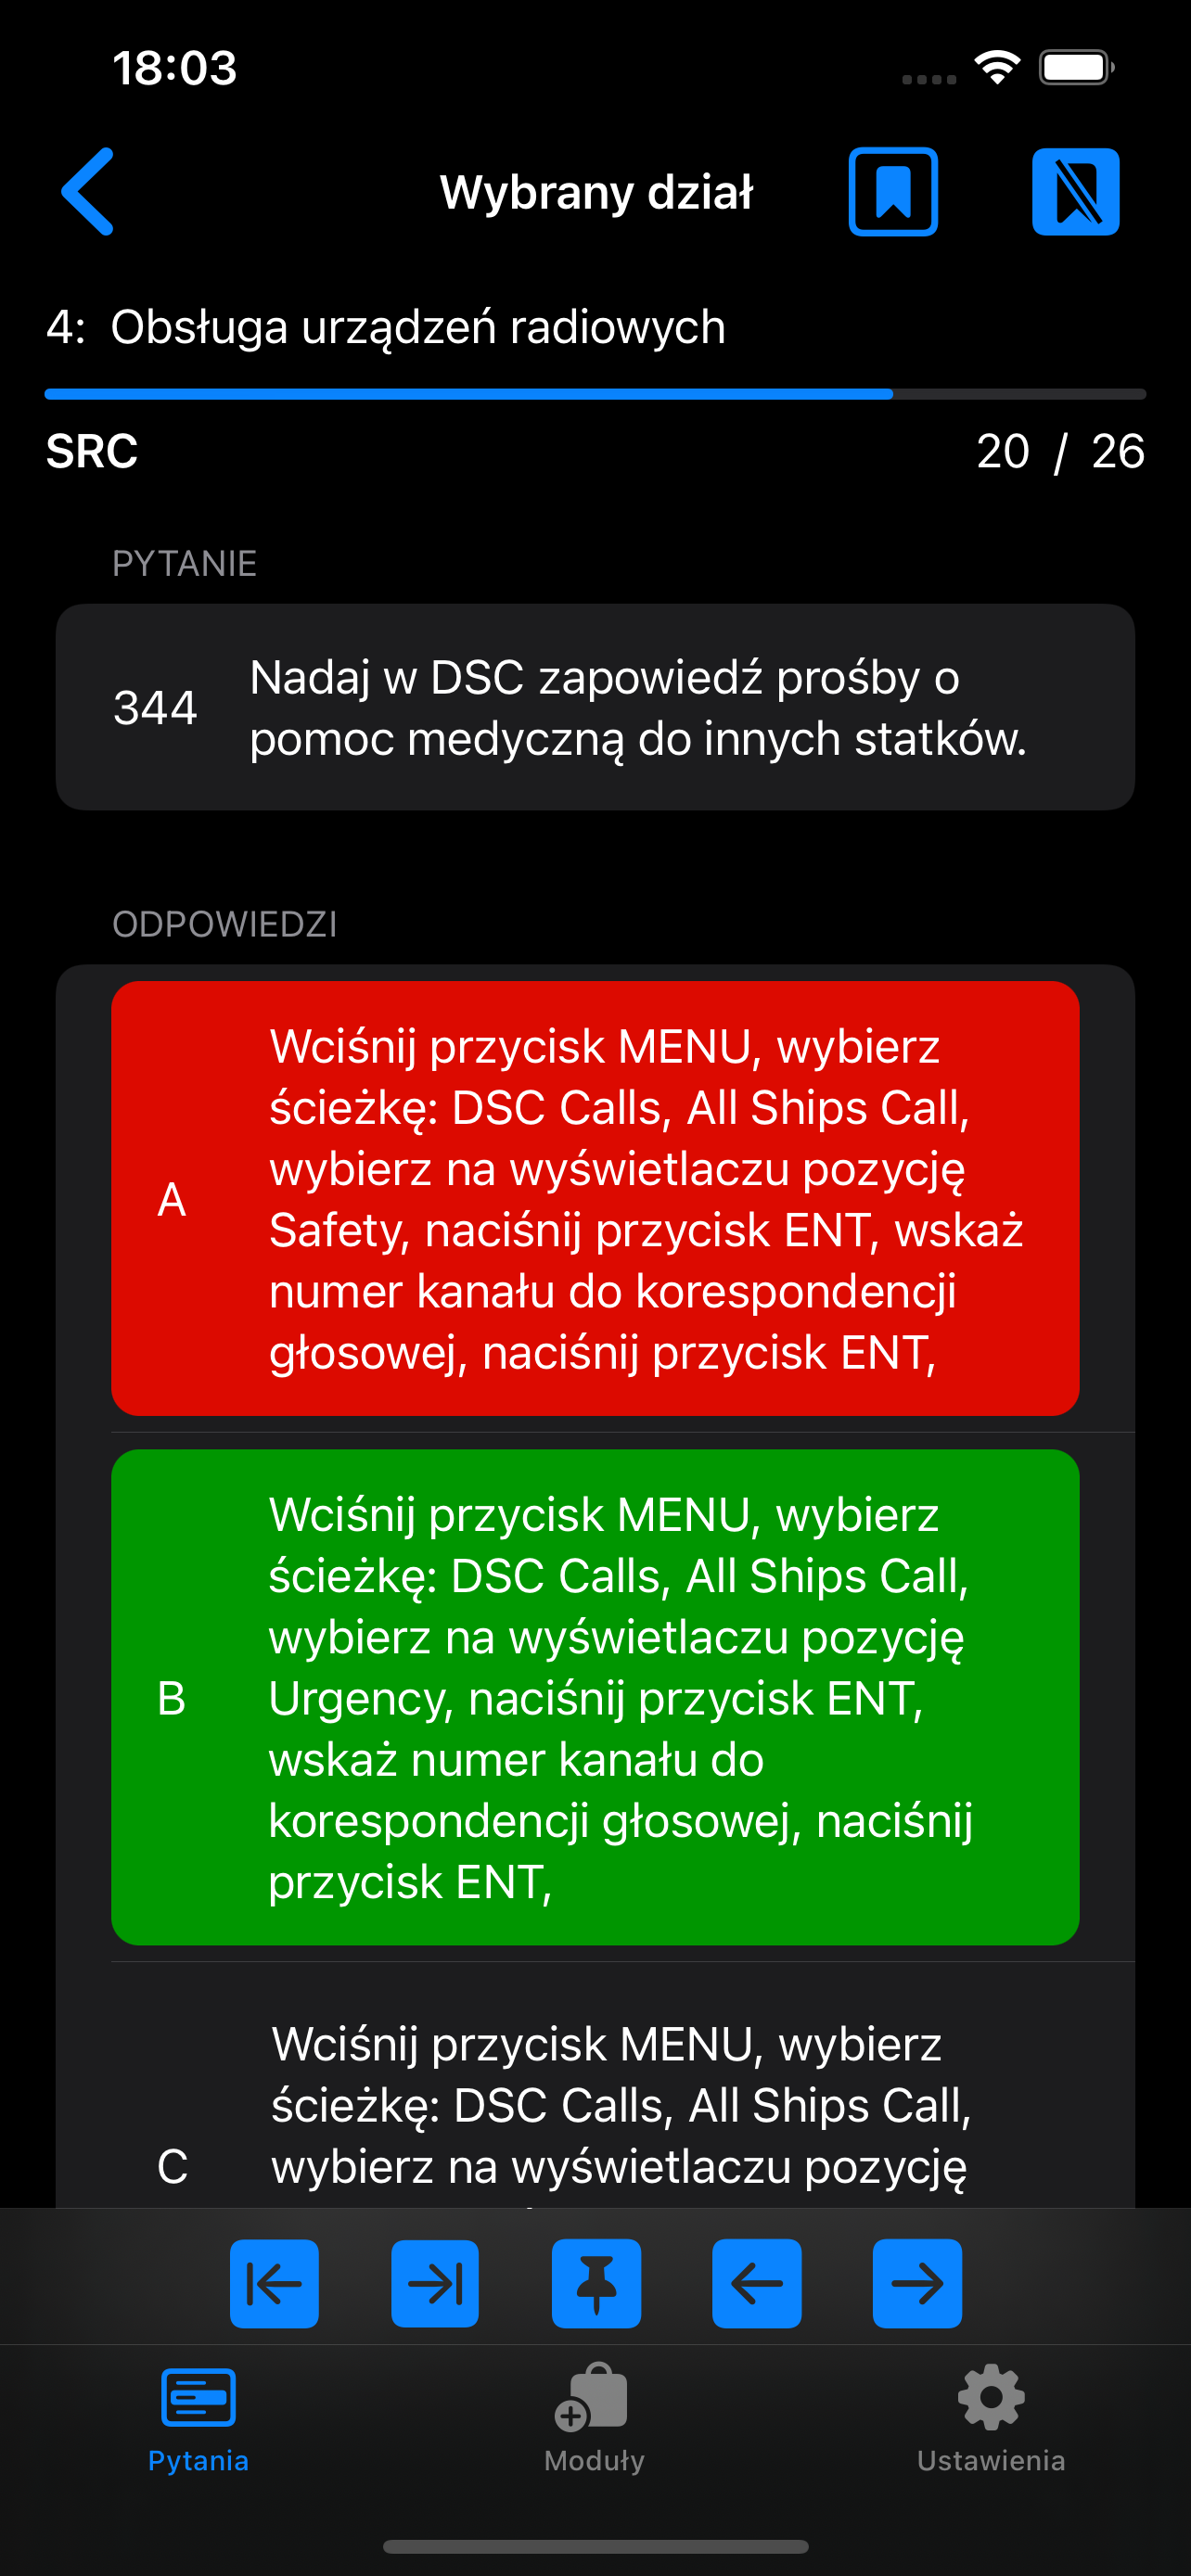 18:03
Wybrany dział
4: Obsługa urządzeń radiowych
SRC
20 / 26
PYTANIE
344
Nadaj w DSC zapowiedź prośby o
pomoc medyczną do innych statków.
ODPOWIEDZI
A
Wciśnij przycisk MENU, wybierz
ścieżkę: DSC Calls, All Ships Call,
wybierz na wyświetlaczu pozycję
Safety, naciśnij przycisk ENT, wskaż
numer kanału do korespondencji
głosowej, naciśnij przycisk ENT,
B
Wciśnij przycisk MENU, wybierz
ścieżkę: DSC Calls, All Ships Call,
wybierz na wyświetlaczu pozycję
Urgency, naciśnij przycisk ENT,
wskaż numer kanału do
korespondencji głosowej, naciśnij
przycisk ENT,
C
Wciśnij przycisk MENU, wybierz
ścieżkę: DSC Calls, All Ships Call,
wybierz na wyświetlaczu pozycję
Pytania
Moduły
Ustawienia